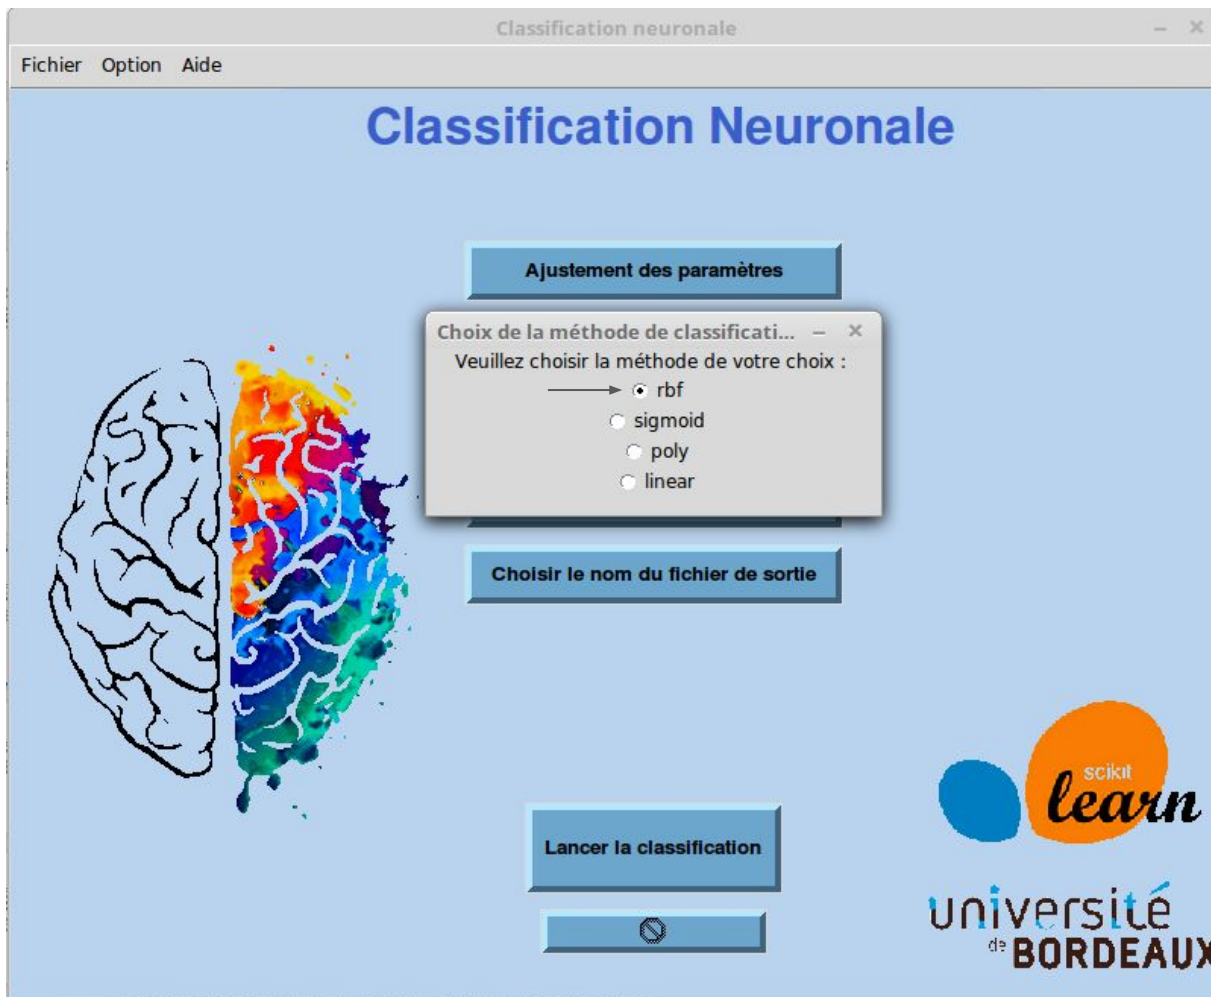 Classification neuronale
Fichier Option Aide
Classification Neuronale
Ajustement des paramètres
Choix de la méthode de classificati...
Veuillez choisir la méthode de votre choix :
rbf
sigmoid
poly
linear
Choisir le nom du fichier de sortie
scikit
learn
Lancer la classification
université
de BORDEAUX